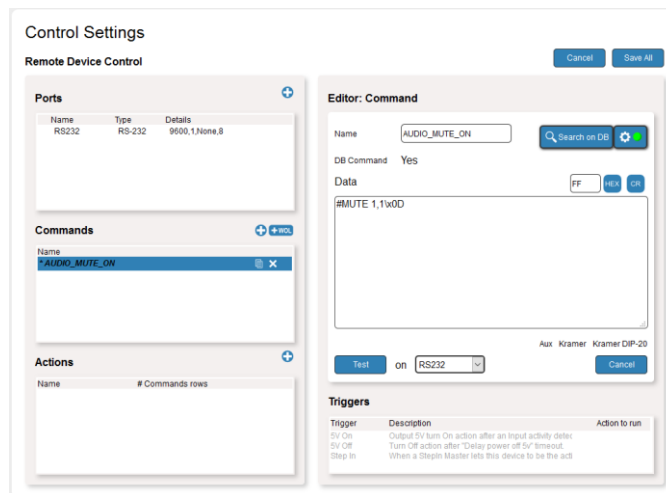 Control Settings
Remote Device Control
Cancel Save All
Ports
Name Type Details
RS232 RS-232 9600,1,None,8
Commands
+WOL
Name
* AUDIO_MUTE_ON
Actions
Name # Commands rows
Editor: Command
Name AUDIO_MUTE_ON Search on DB
DB Command Yes
Data FF HEX CR
#MUTE 1,1\x0D
Aux Kramer Kramer DIP-20
Test on RS232 Cancel
Triggers
Trigger Description Action to run
5V On Output 5V turn On action after an input activity detec
5V Off Turn Off action after "Delay power off 5v" timeout.
Step In When a StepIn Master lets this device to be the acti